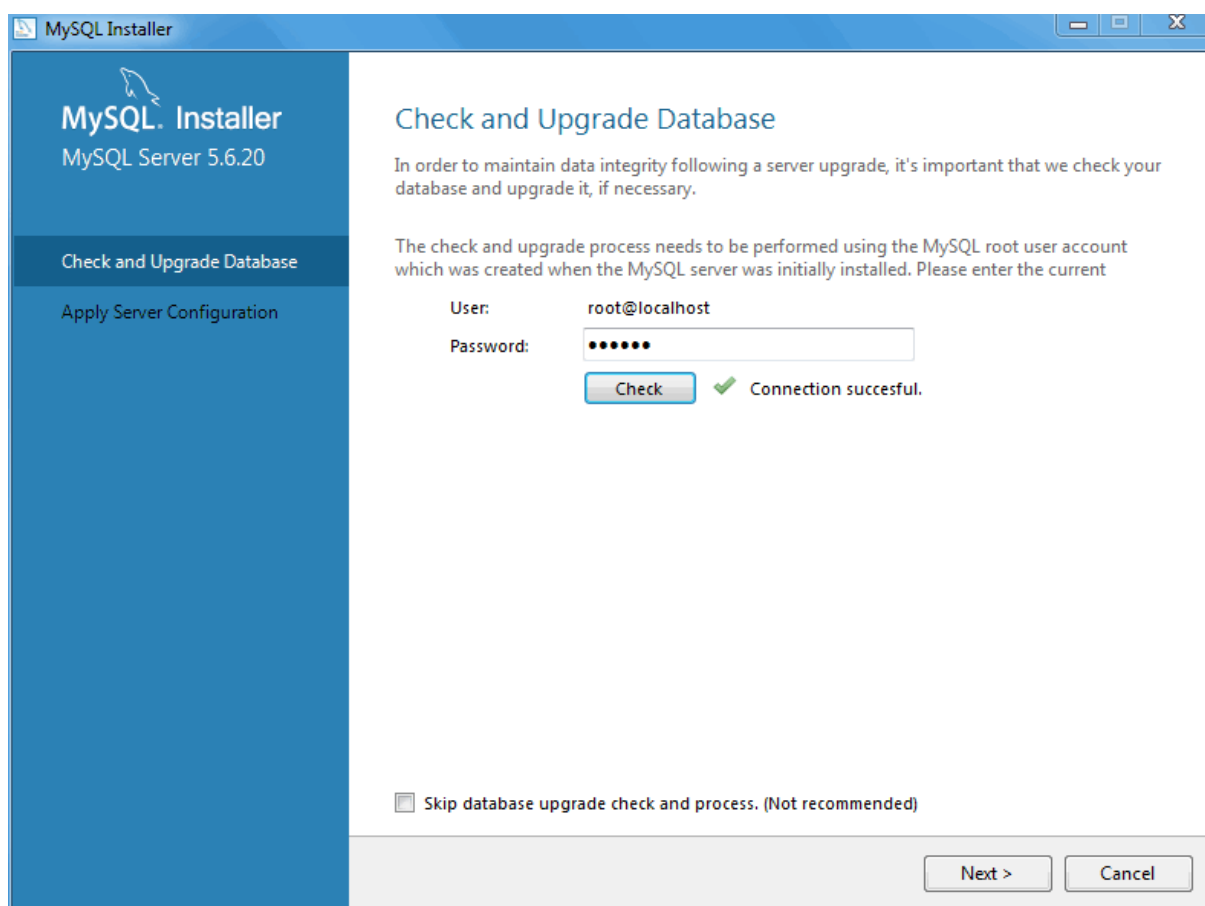 MySQL Installer
MySQL. Installer
MySQL Server 5.6.20
Check and Upgrade Database
Apply Server Configuration
Check and Upgrade Database
In order to maintain data integrity following a server upgrade, it's important that we check your
database and upgrade it, if necessary.
The check and upgrade process needs to be performed using the MySQL root user account
which was created when the MySQL server was initially installed. Please enter the current
User: root@localhost
Password: ••••••
Check Connection succesful.
Skip database upgrade check and process. (Not recommended)
Next > Cancel